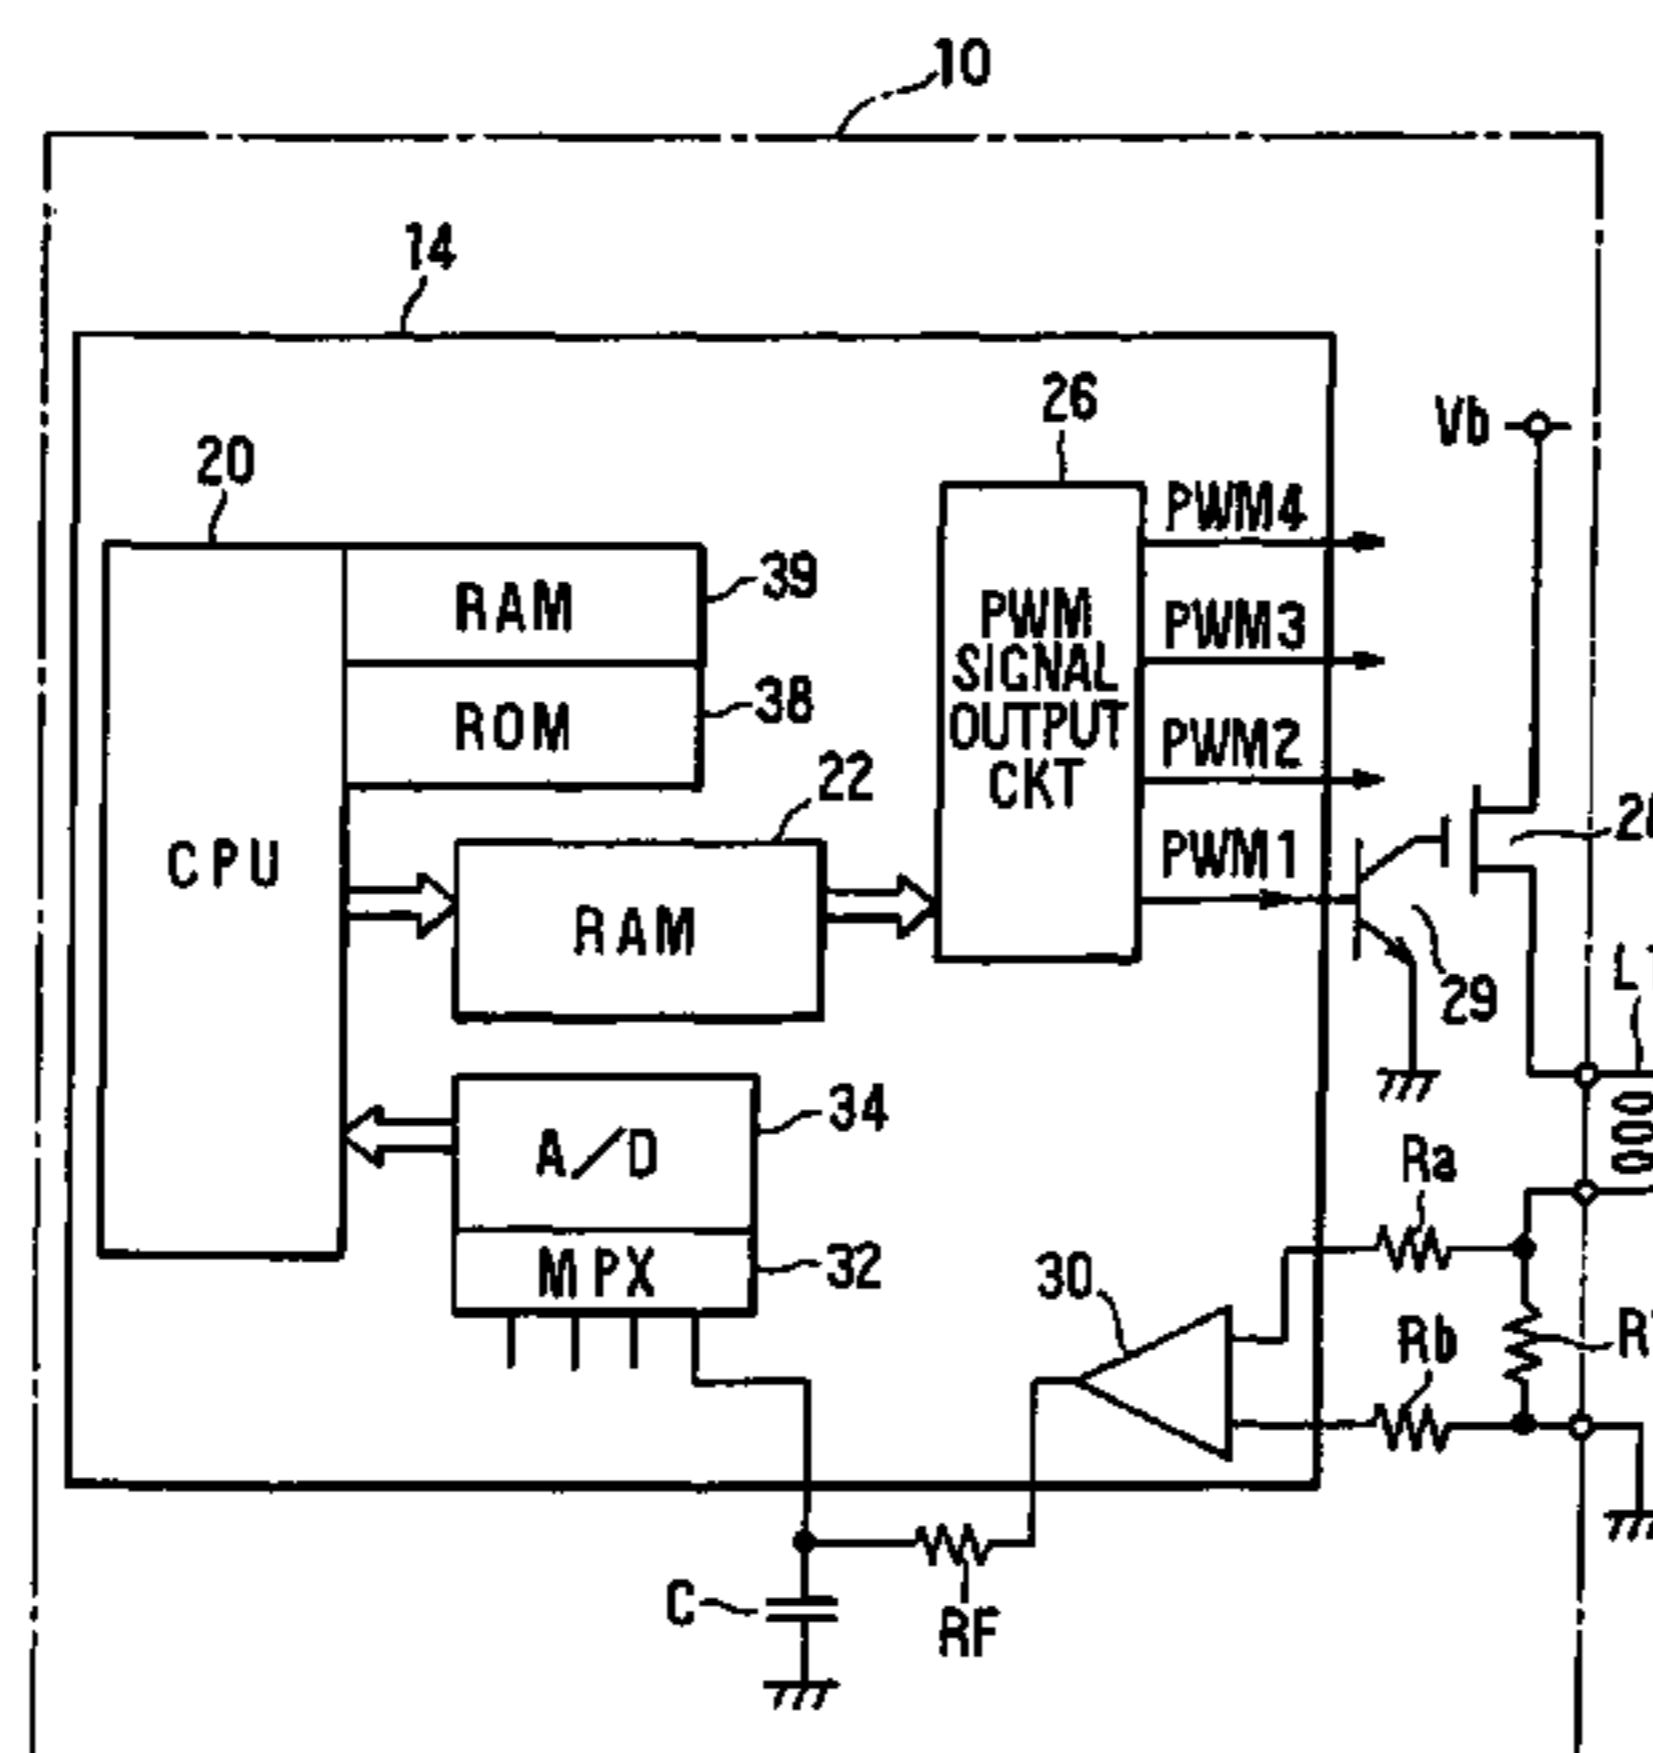 10
14
26
Vb
20
PWM4
RAM
39
PWM
SIGNAL
OUTPUT
CKT
PWM3
ROM
38
PWM2
22
CPU
RAM
PWM1
29
A/D
34
Ra
MPX
32
30
Rb
C
RF